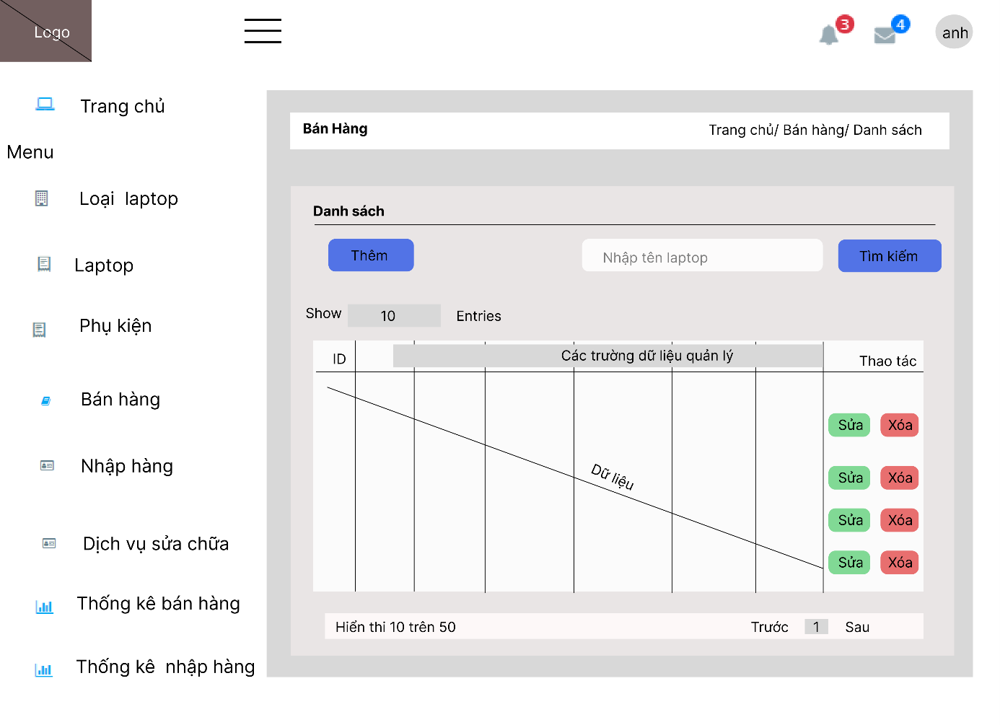 Logo
3
4
anh
Trang chủ
Menu
Loại laptop
Laptop
Phụ kiện
Bán hàng
Nhập hàng
Dịch vụ sửa chữa
Thống kê bán hàng
Thống kê nhập hàng
Bán Hàng
Trang chủ/ Bán hàng/ Danh sách
Danh sách
Thêm
Nhập tên laptop
Tìm kiếm
Show 10 Entries
ID
Các trường dữ liệu quản lý
Thao tác
Dữ liệu
Sửa Xóa
Sửa Xóa
Sửa Xóa
Sửa Xóa
Hiển thi 10 trên 50
Trước 1 Sau